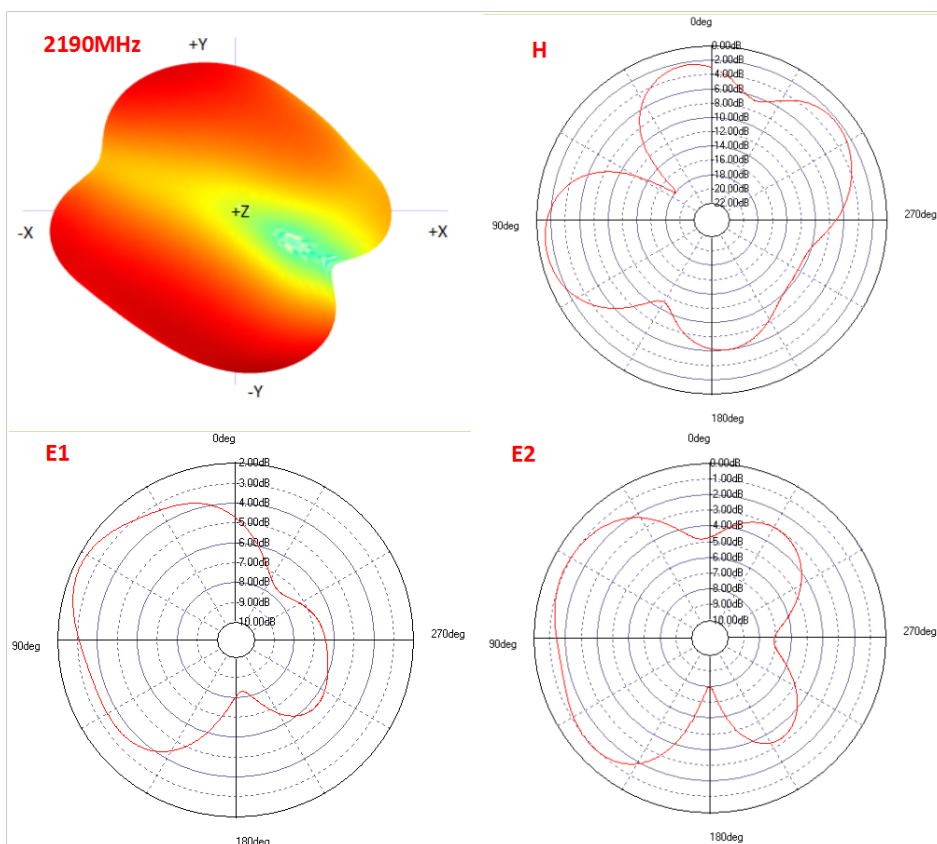 2190MHz
+Y
+Z
-X
+X
-Y
H
0deg
0.00dB
2.00dB
4.00dB
6.00dB
8.00dB
10.00dB
12.00dB
14.00dB
16.00dB
18.00dB
20.00dB
22.00dB
90deg
270deg
180deg
E1
0deg
2.00dB
3.00dB
4.00dB
5.00dB
6.00dB
7.00dB
8.00dB
9.00dB
10.00dB
90deg
270deg
180deg
E2
0deg
0.00dB
1.00dB
2.00dB
3.00dB
4.00dB
5.00dB
6.00dB
7.00dB
8.00dB
9.00dB
10.00dB
90deg
270deg
180deg